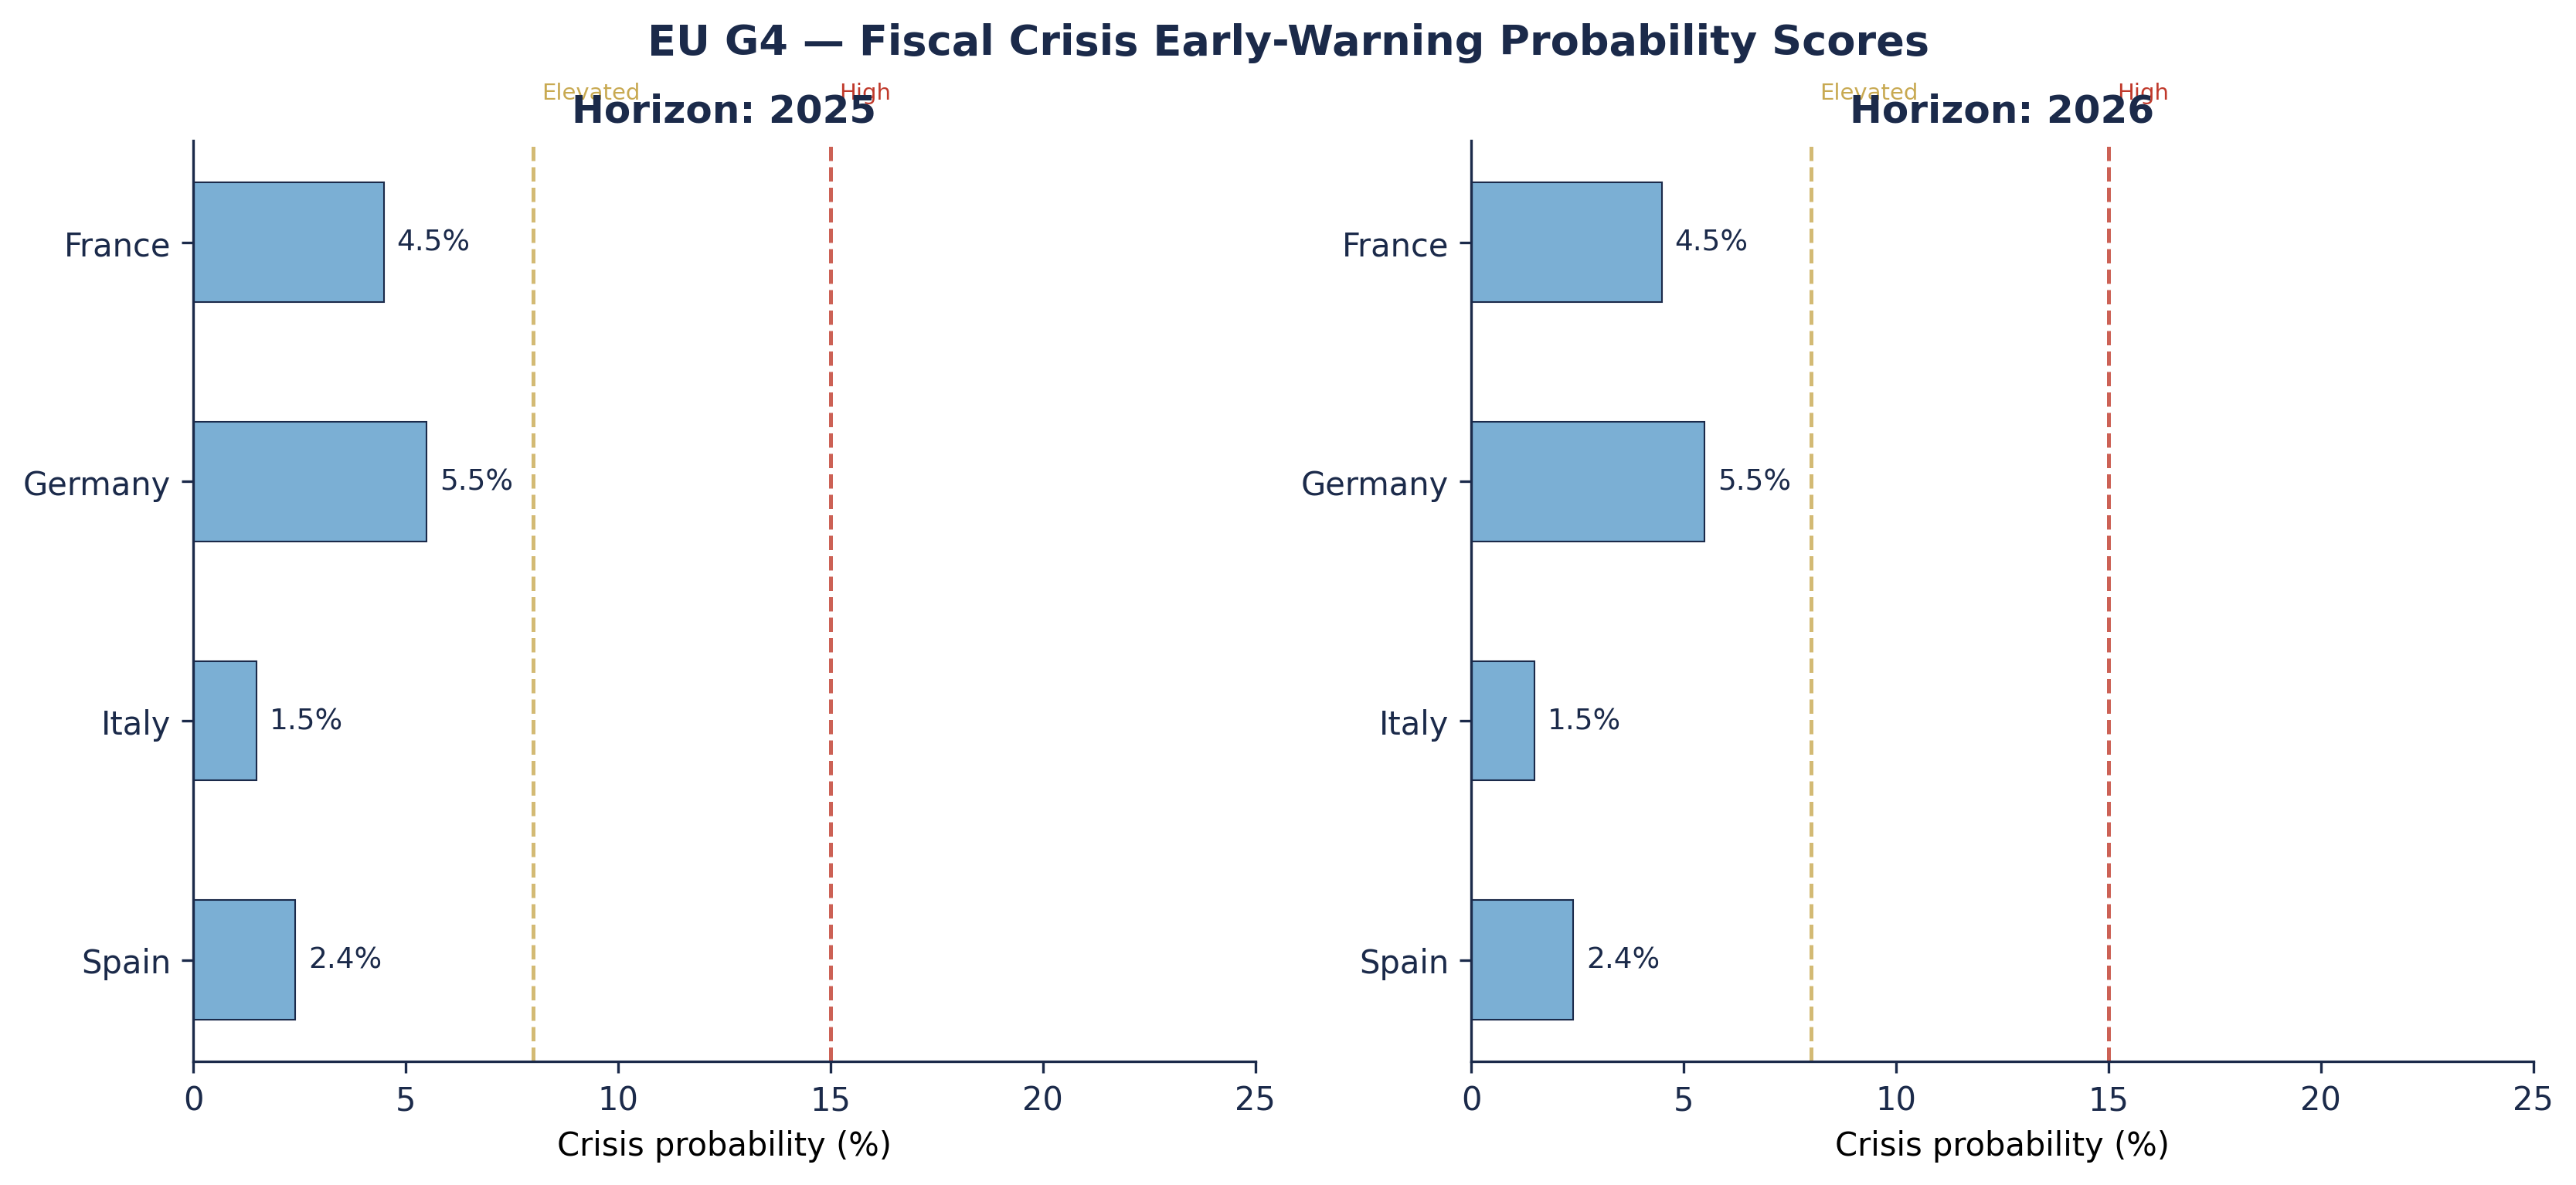 EU G4 — Fiscal Crisis Early-Warning Probability Scores
Elevated
High
Horizon: 2025
France
4.5%
Germany
5.5%
Italy
1.5%
Spain
2.4%
0 5 10 15 20 25
Crisis probability (%)
Elevated
High
Horizon: 2026
France
4.5%
Germany
5.5%
Italy
1.5%
Spain
2.4%
0 5 10 15 20 25
Crisis probability (%)